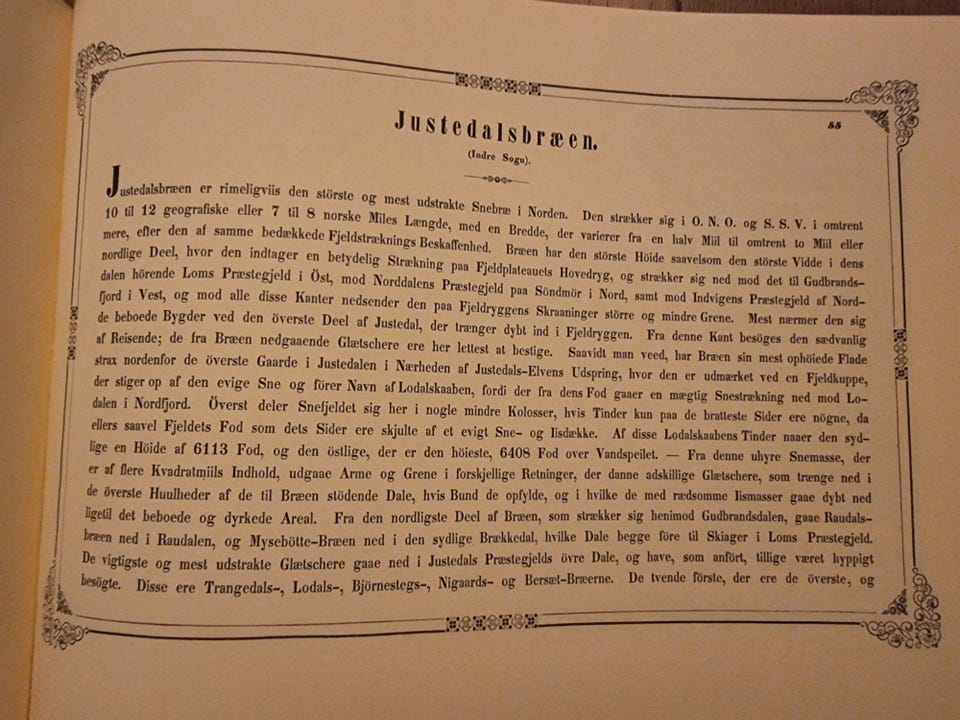 55
Justedalsbræen.
(Indre Sogn).
Justedalsbræen er rimeligviis den störste og mest udstrakte Snebræ i Norden. Den strækker sig i O. N. O. og S. S. V. i omtrent
10 til 12 geografiske eller 7 til 8 norske Miles Længde, med en Bredde, der varierer fra en halv Miil til omtrent to Miil eller
mere, efter den af samme bedækkede Fjeldstræknings Beskaffenhed. Bræen har den störste Höide saavelsom den störste Vidde i dens
nordlige Deel, hvor den indtager en betydelig Strækning paa Fjeldplateauets Hovedryg, og strækker sig ned mod det til Gudbrands-
dalen hörende Loms Præstegjeld i Öst, mod Norddalens Præstegjeld paa Söndmör i Nord, samt mod Indvigens Præstegjeld af Nord-
fjord i Vest, og mod alle disse Kanter nedsender den paa Fjeldryggens Skraaninger större og mindre Grene. Mest nærmer den sig
de beboede Bygder ved den överste Deel af Justedal, der trænger dybt ind i Fjeldryggen. Fra denne Kant besöges den sædvanlig
af Reisende; de fra Bræen nedgaaende Glætschere ere her lettest at bestige. Saavidt man veed, har Bræen sin mest ophöiede Flade
strax nordenfor de överste Gaarde i Justedalen i Nærheden af Justedals-Elvens Udspring, hvor den er udmærket ved en Fjeldkuppe,
der stiger op af den evige Sne og förer Navn af Lodalskaaben, fordi der fra dens Fod gaaer en mægtig Snestrækning ned mod Lo-
dalen i Nordfjord. Överst deler Snefjeldet sig her i nogle mindre Kolosser, hvis Tinder kun paa de bratteste Sider ere nögne, da
ellers saavel Fjeldets Fod som dets Sider ere skjulte af et evigt Sne- og Iisdække. Af disse Lodalskaabens Tinder naaer den syd-
lige en Höide af 6113 Fod, og den östlige, der er den höieste, 6408 Fod over Vandspeilet. — Fra denne uhyre Snemasse, der
er af flere Kvadratmiils Indhold, udgaae Arme og Grene i forskjellige Retninger, der danne adskillige Glætschere, som trænge ned i
de överste Huulheder af de til Bræen stödende Dale, hvis Bund de opfylde, og i hvilke de med rædsomme Iismasser gaae dybt ned
ligetil det beboede og dyrkede Areal. Fra den nordligste Deel af Bræen, som strækker sig henimod Gudbrandsdalen, gaae Raudals-
bræen ned i Raudalen, og Mysebötte-Bræen ned i den sydlige Brækkedal, hvilke Dale begge före til Skiager i Loms Præstegjeld.
De vigtigste og mest udstrakte Glætschere gaae ned i Justedals Præstegjelds övre Dale, og have, som anfört, tillige været hyppigt
besögte. Disse ere Trangedals-, Lodals-, Björnestegs-, Nigaards- og Bersæt-Bræerne. De tvende förste, der ere de överste, og